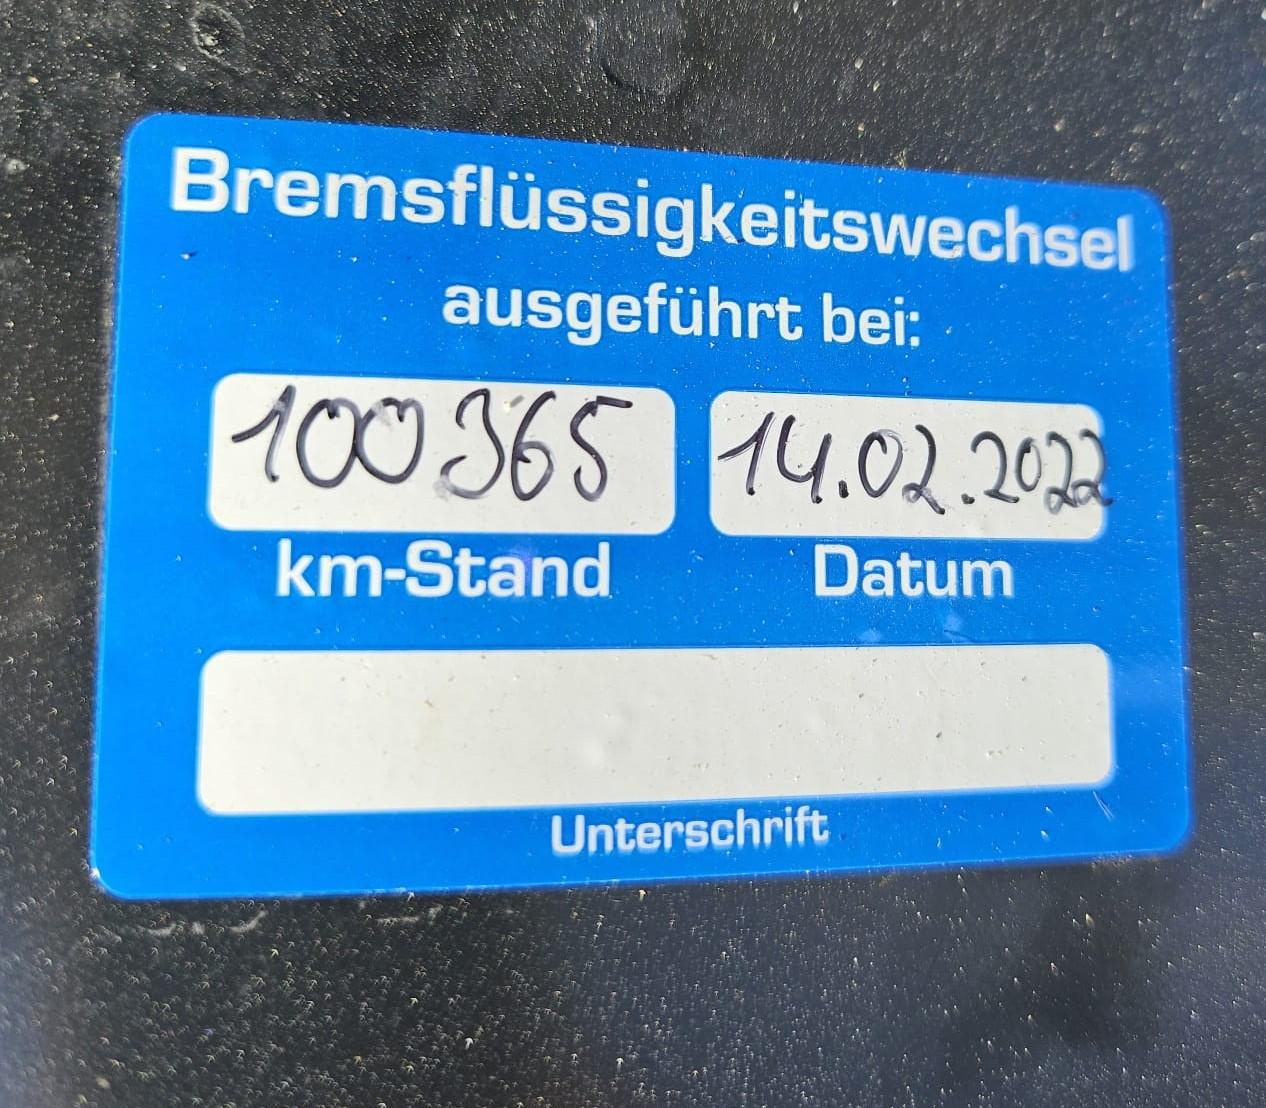 Bremsflüssigkeitswechsel
ausgeführt bei:
100365 14.02.2022
km-Stand Datum
Unterschrift